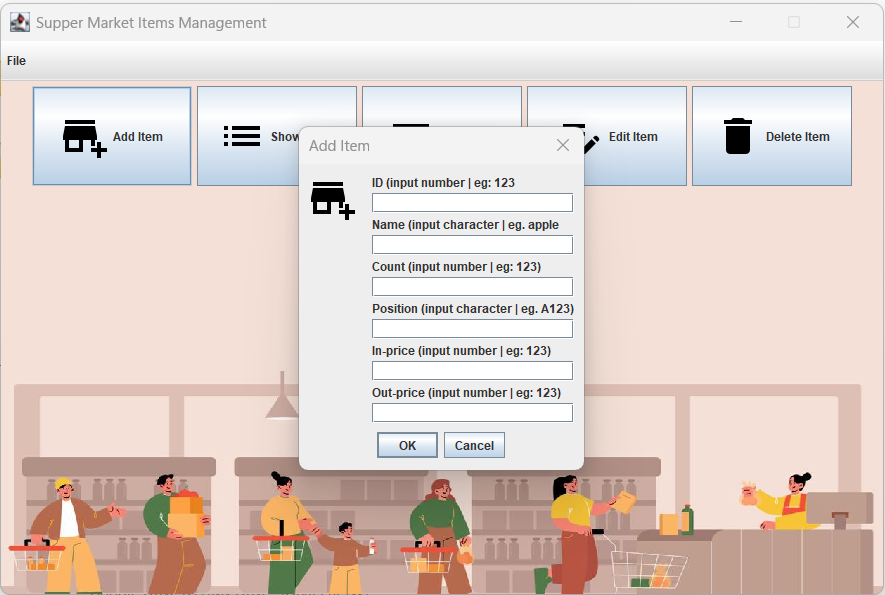 Supper Market Items Management
File
Add Item
Show
Edit Item
Delete Item
Add Item
ID (input number | eg: 123
Name (input character | eg. apple
Count (input number | eg: 123)
Position (input character | eg. A123)
In-price (input number | eg: 123)
Out-price (input number | eg: 123)
OK
Cancel